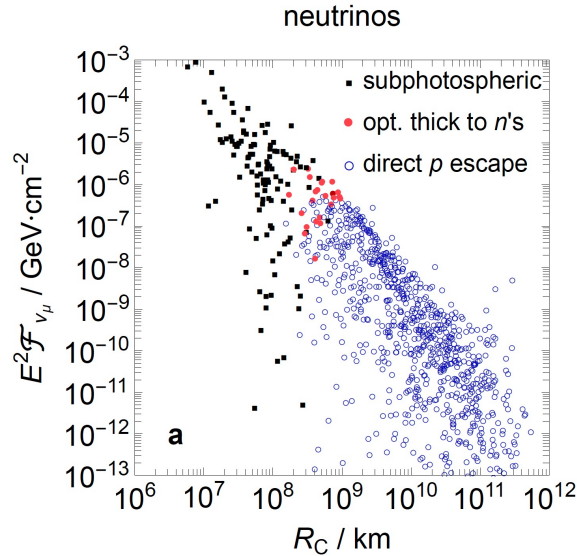 neutrinos
10^-3
10^-4
10^-5
10^-6
10^-7
10^-8
10^-9
10^-10
10^-11
10^-12
10^-13
E^2 ℱ_νμ / GeV·cm^-2
subphotospheric
opt. thick to n's
direct p escape
a
10^6 10^7 10^8 10^9 10^10 10^11 10^12
R_C / km